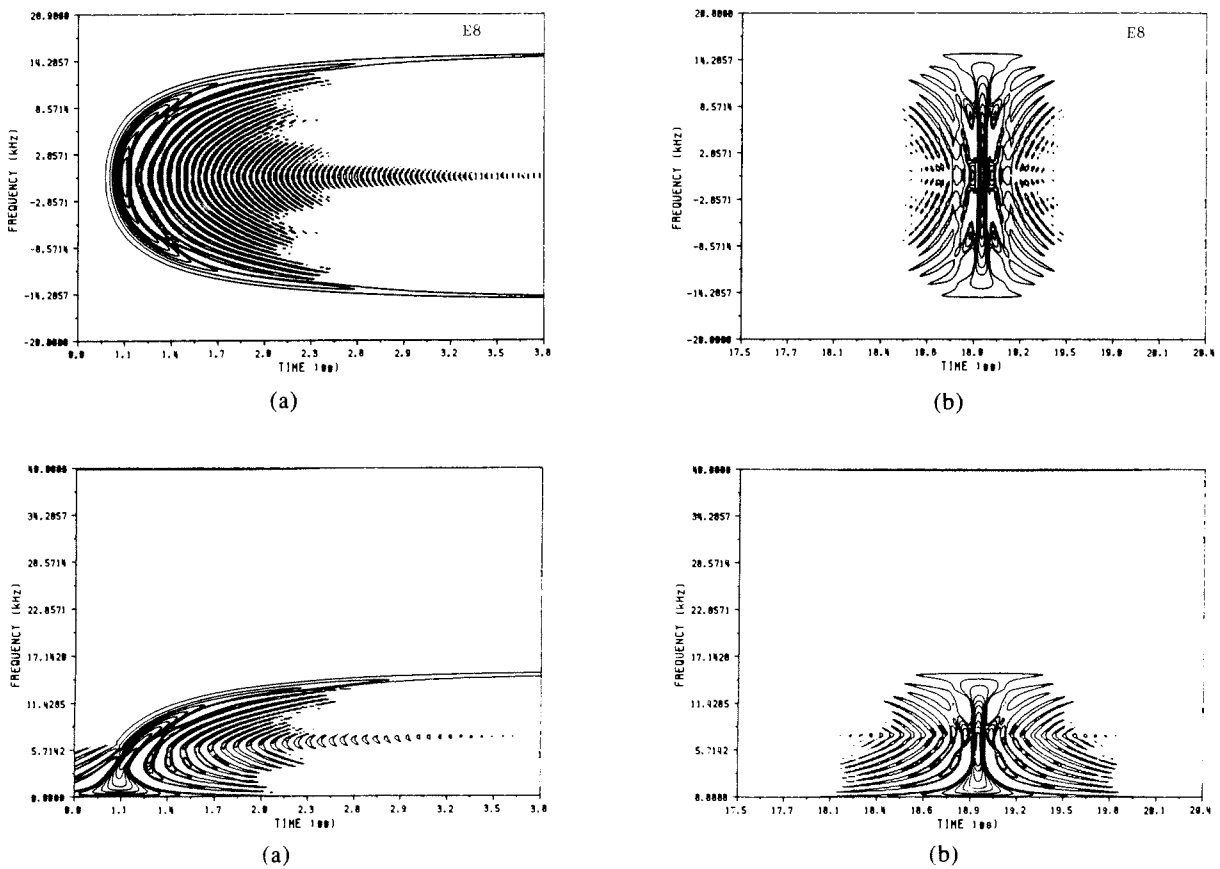 20.0000
E8
14.2857
8.5714
2.8571
-2.8571
-8.5714
-14.2857
-20.0000
FREQUENCY (kHz)
0.0 1.1 1.4 1.7 2.0 2.3 2.8 2.9 3.2 3.5 3.8
TIME 100)
(a)
20.0000
E8
14.2857
8.5714
2.8571
-2.8571
-8.5714
-14.2857
-20.0000
FREQUENCY (kHz)
17.5 17.7 18.1 18.4 18.6 18.9 19.2 19.5 19.8 20.1 20.4
TIME 100)
(b)
40.0000
34.2857
28.5714
22.8571
17.1428
11.4285
5.7142
0.0000
FREQUENCY (kHz)
0.0 1.1 1.4 1.7 2.0 2.3 2.8 2.9 3.2 3.5 3.8
TIME 100)
(a)
40.0000
34.2857
28.5714
22.8571
17.1428
11.4285
5.7142
0.0000
FREQUENCY (kHz)
17.5 17.7 18.1 18.4 18.6 18.9 19.2 19.5 19.8 20.1 20.4
TIME 100)
(b)